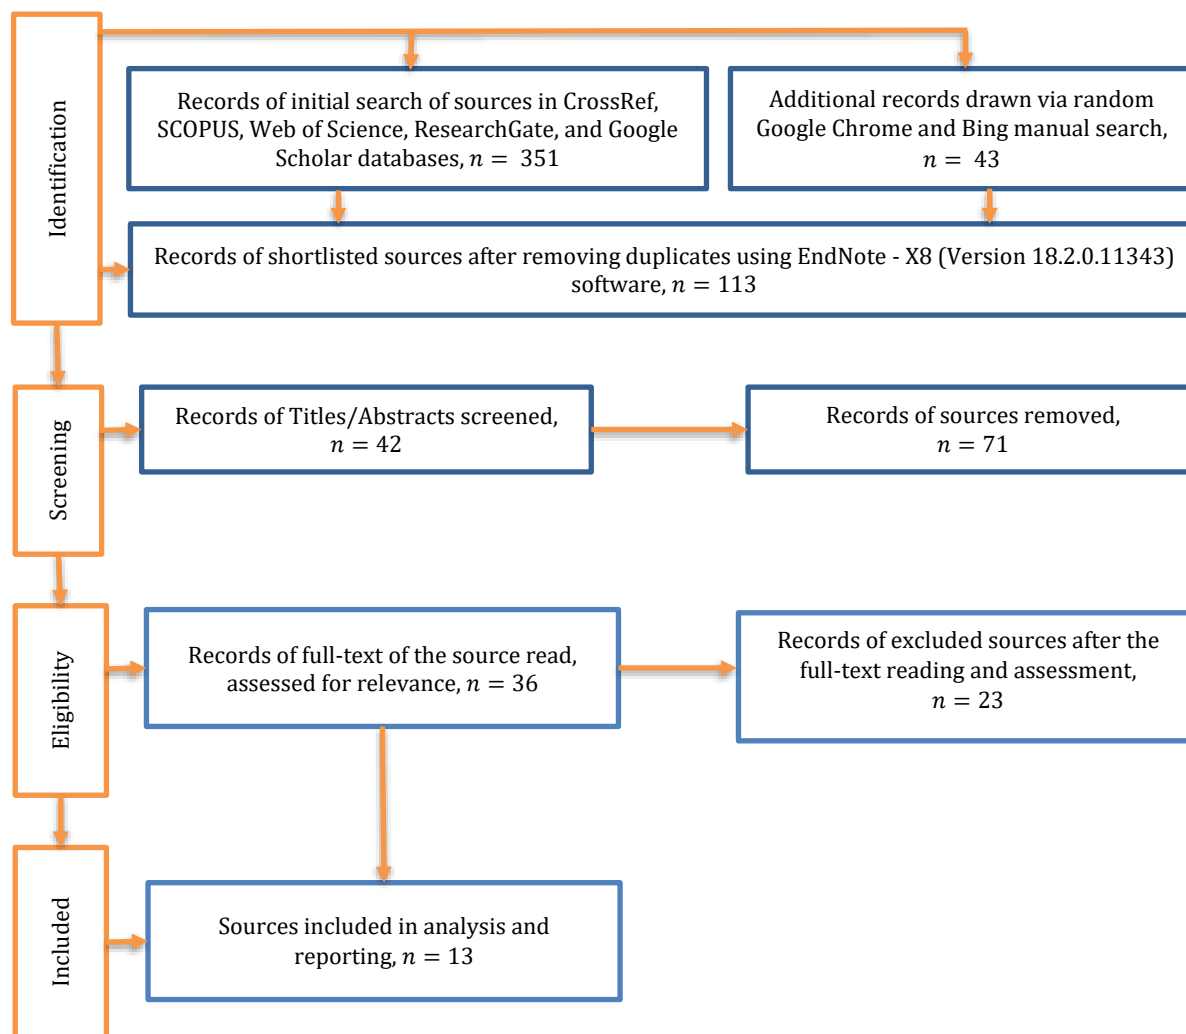 Identification
Records of initial search of sources in CrossRef,
SCOPUS, Web of Science, ResearchGate, and Google
Scholar databases, n = 351
Additional records drawn via random
Google Chrome and Bing manual search,
n = 43
Records of shortlisted sources after removing duplicates using EndNote - X8 (Version 18.2.0.11343)
software, n = 113
Screening
Records of Titles/Abstracts screened,
n = 42
Records of sources removed,
n = 71
Eligibility
Records of full-text of the source read,
assessed for relevance, n = 36
Records of excluded sources after the
full-text reading and assessment,
n = 23
Included
Sources included in analysis and
reporting, n = 13